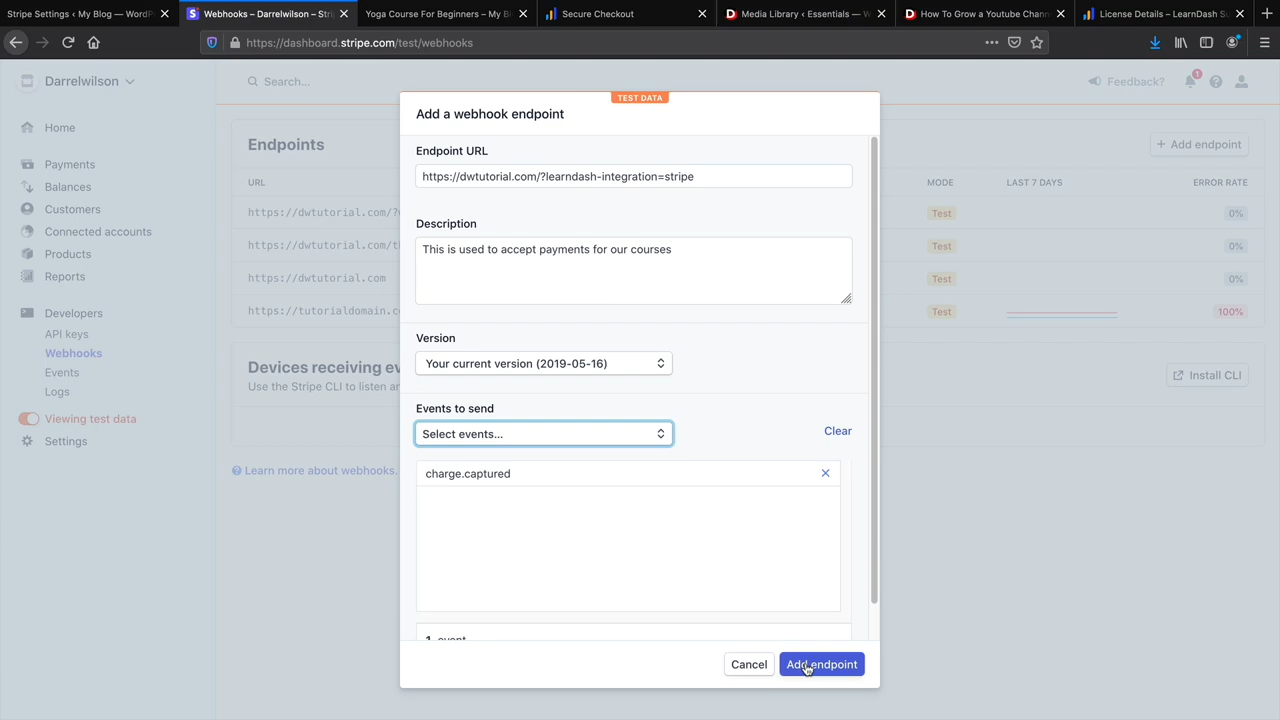 Stripe Settings ‹ My Blog — WordP
Webhooks – Darrelwilson – Stri
Yoga Course For Beginners – My B
Secure Checkout
Media Library ‹ Essentials — W
How To Grow a Youtube Chann
License Details – LearnDash Su
https://dashboard.stripe.com/test/webhooks
Darrelwilson
Search...
Feedback?
1
TEST DATA
Add a webhook endpoint
Home
Payments
Balances
Customers
Connected accounts
Products
Reports
Developers
API keys
Webhooks
Events
Logs
Viewing test data
Settings
Endpoints
+ Add endpoint
URL
MODE
LAST 7 DAYS
ERROR RATE
https://dwtutorial.com/?
Test
0%
https://dwtutorial.com/t
Test
0%
https://dwtutorial.com
Test
0%
https://tutorialdomain.c
Test
100%
Devices receiving ev
Use the Stripe CLI to listen a
Install CLI
Learn more about webhooks.
Endpoint URL
https://dwtutorial.com/?learndash-integration=stripe
Description
This is used to accept payments for our courses
Version
Your current version (2019-05-16)
Events to send
Select events...
Clear
charge.captured
1 event
Cancel
Add endpoint